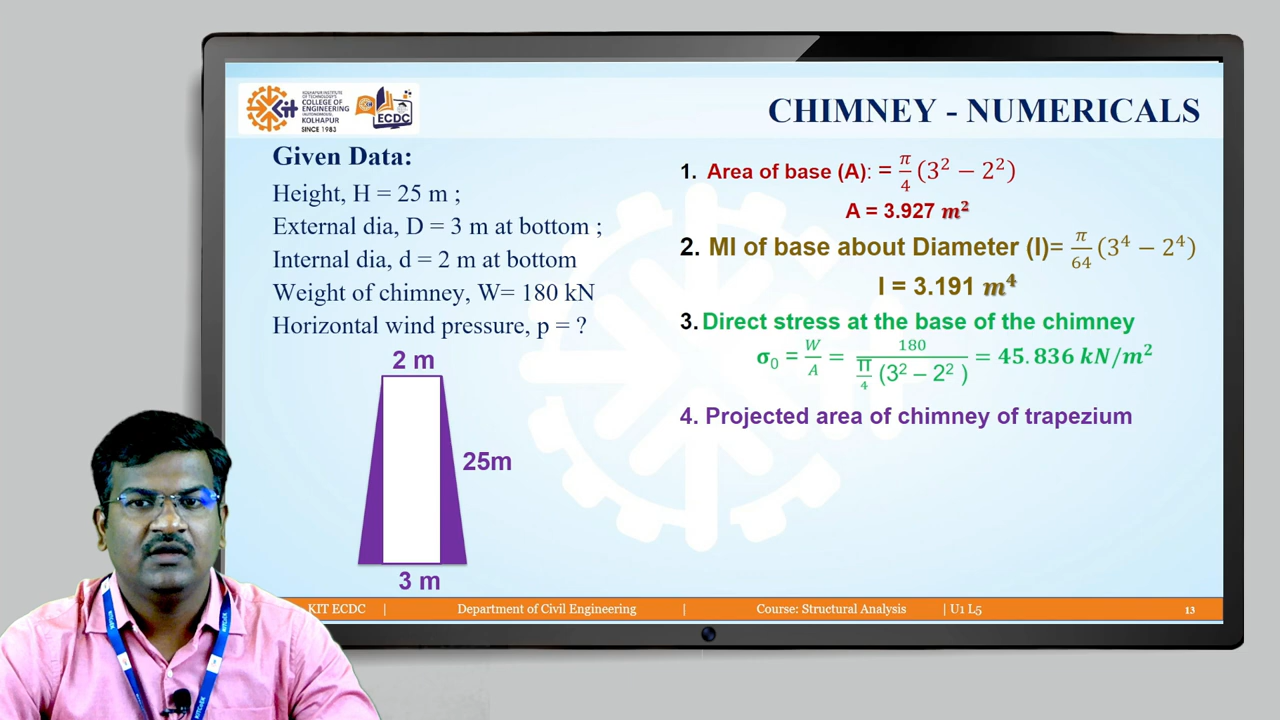 KOLHAPUR INSTITUTE
OF TECHNOLOGY'S
COLLEGE OF
ENGINEERING
(AUTONOMOUS)
KOLHAPUR
SINCE 1983
Kit
ECDC
CHIMNEY - NUMERICALS
Given Data:
Height, H = 25 m ;
External dia, D = 3 m at bottom ;
Internal dia, d = 2 m at bottom
Weight of chimney, W= 180 kN
Horizontal wind pressure, p = ?
2 m
25m
3 m
1. Area of base (A): = π/4 (3² − 2²)
A = 3.927 m²
2. MI of base about Diameter (I)= π/64 (3⁴ − 2⁴)
I = 3.191 m⁴
3. Direct stress at the base of the chimney
σ₀ = W/A = 180 / (π/4 (3² − 2² )) = 45.836 kN/m²
4. Projected area of chimney of trapezium
KIT ECDC | Department of Civil Engineering | Course: Structural Analysis | U1 L5 13